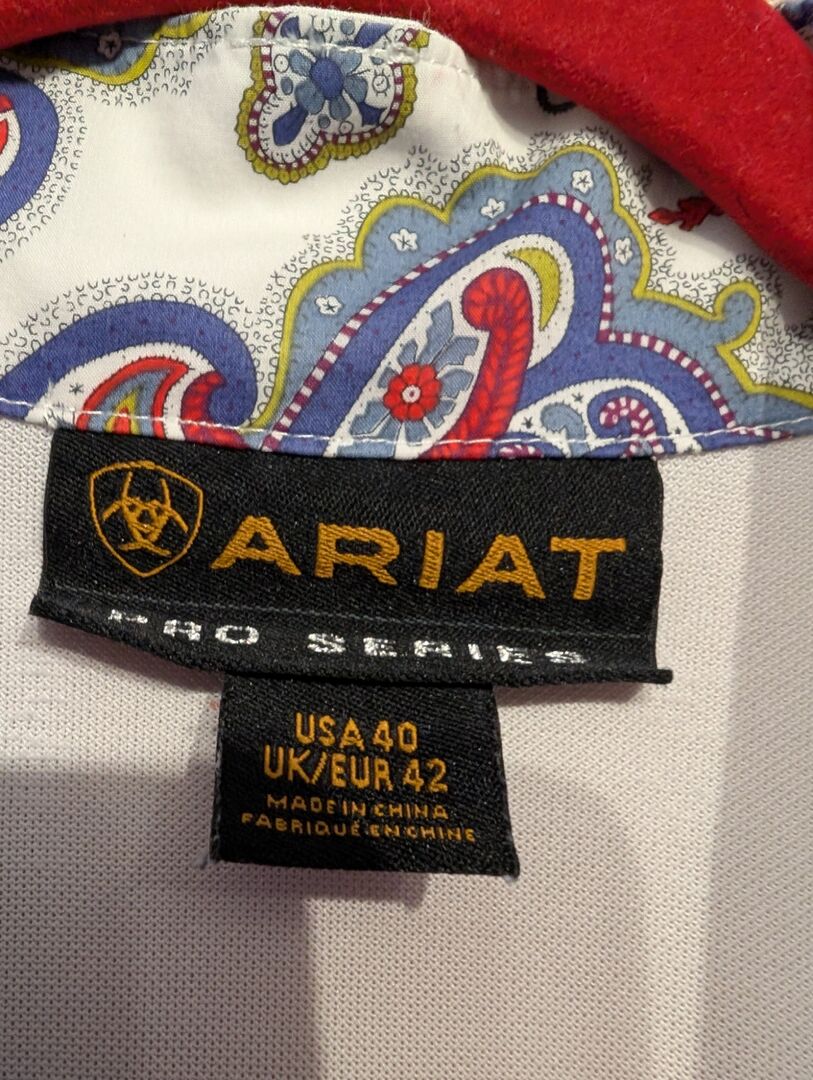 ARIAT
PRO SERIES
USA 40
UK/EUR 42
MADE IN CHINA
FABRIQUÉ EN CHINE